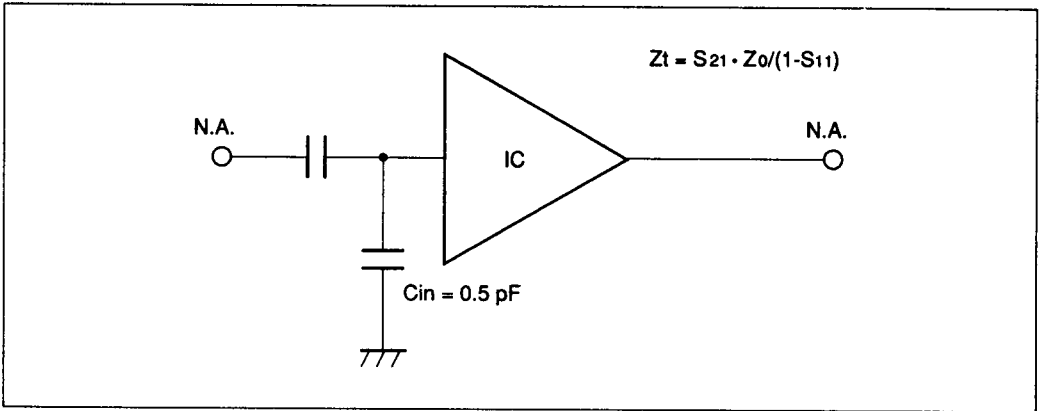 Zt = S21 · Z0/(1-S11)
N.A.
N.A.
IC
Cin = 0.5 pF